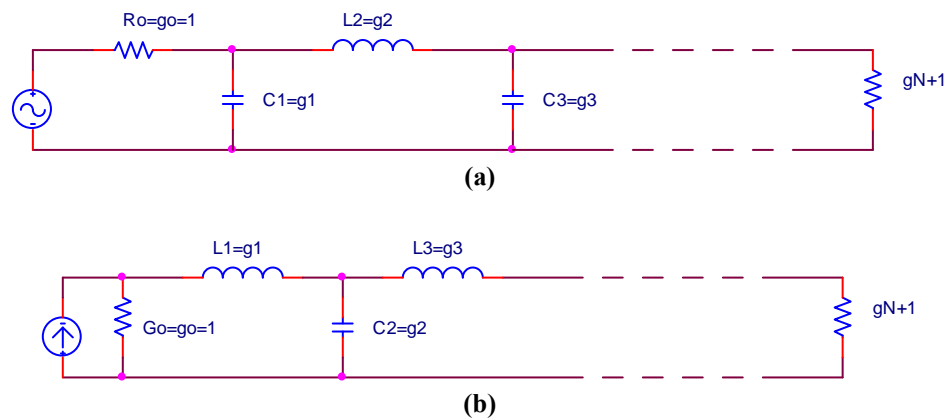 Ro=go=1
L2=g2
C1=g1
C3=g3
gN+1
(a)
L1=g1
L3=g3
Go=go=1
C2=g2
gN+1
(b)